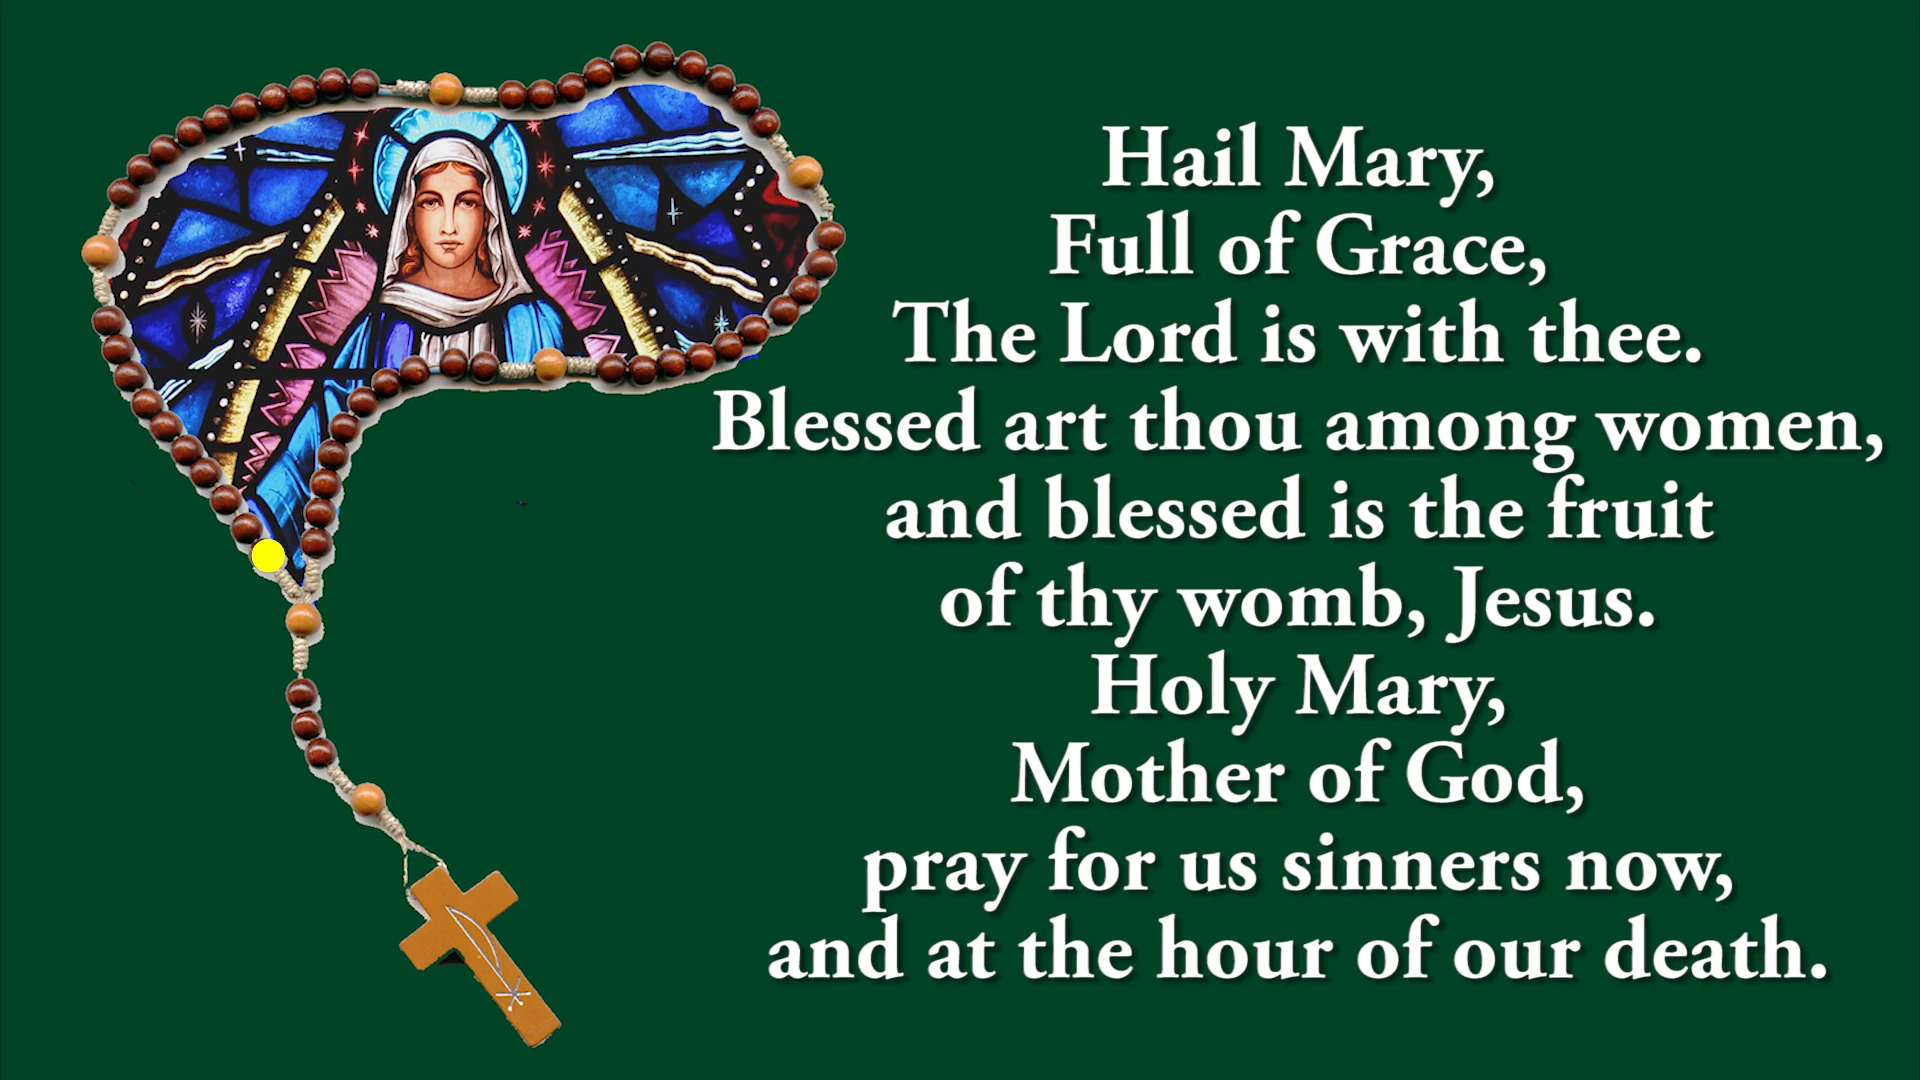 Hail Mary,
Full of Grace,
The Lord is with thee.
Blessed art thou among women,
and blessed is the fruit
of thy womb, Jesus.
Holy Mary,
Mother of God,
pray for us sinners now,
and at the hour of our death.